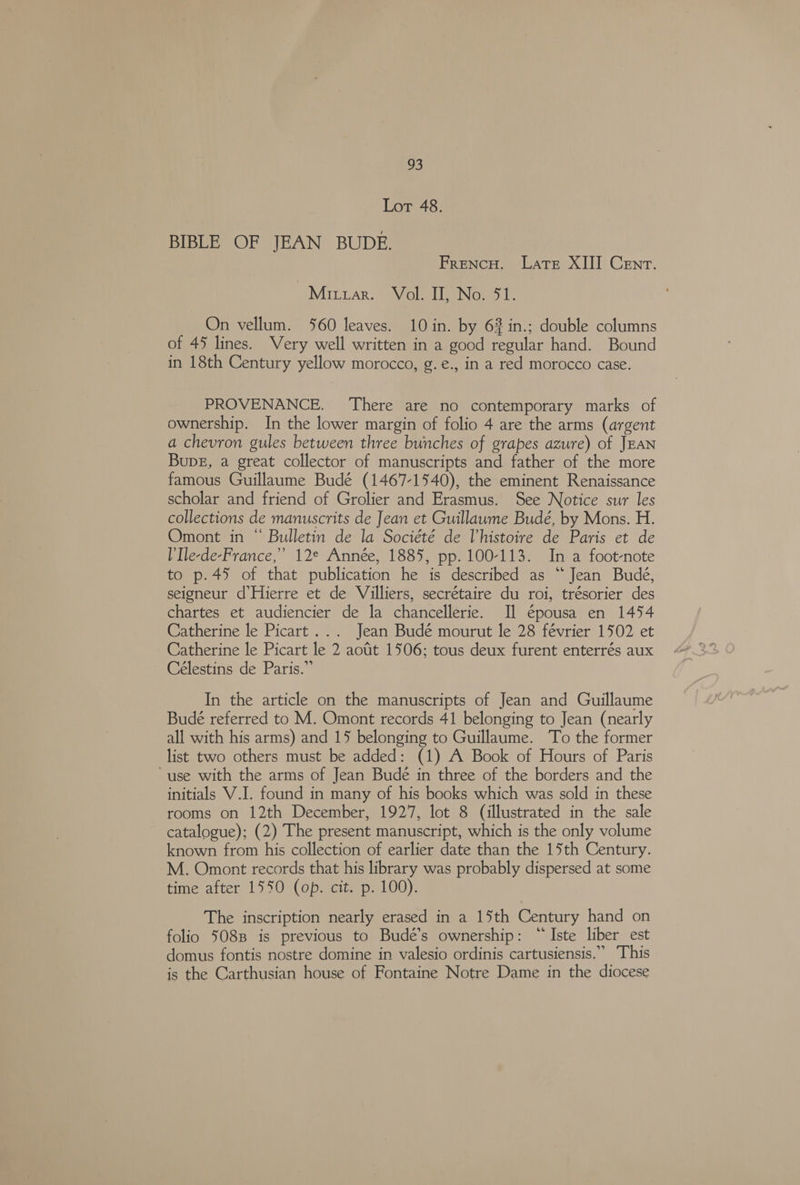 93
Lot 48.
BIBLE OF JEAN BUDÉ.
French. Late XIII Cent.
Millar. Vol. II, No. 51.
On vellum. 560 leaves. 10 in. by 6¾ in.; double columns
of 45 lines. Very well written in a good regular hand. Bound
in 18th Century yellow morocco, g. e., in a red morocco case.
PROVENANCE. There are no contemporary marks of
ownership. In the lower margin of folio 4 are the arms (argent
a chevron gules between three bunches of grapes azure) of Jean
Bude, a great collector of manuscripts and father of the more
famous Guillaume Budé (1467-1540), the eminent Renaissance
scholar and friend of Grolier and Erasmus. See Notice sur les
collections de manuscrits de Jean et Guillaume Budé, by Mons. H.
Omont in “Bulletin de la Société de l'histoire de Paris et de
l'Ile-de-France,” 12e Année, 1885, pp. 100-113. In a foot-note
to p. 45 of that publication he is described as “Jean Budé,
seigneur d'Hierre et de Villiers, secrétaire du roi, trésorier des
chartes et audiencier de la chancellerie. Il épousa en 1454
Catherine le Picart . . . Jean Budé mourut le 28 février 1502 et
Catherine le Picart le 2 août 1506; tous deux furent enterrés aux
Célestins de Paris.”
In the article on the manuscripts of Jean and Guillaume
Budé referred to M. Omont records 41 belonging to Jean (nearly
all with his arms) and 15 belonging to Guillaume. To the former
list two others must be added: (1) A Book of Hours of Paris
use with the arms of Jean Budé in three of the borders and the
initials V.I. found in many of his books which was sold in these
rooms on 12th December, 1927, lot 8 (illustrated in the sale
catalogue); (2) The present manuscript, which is the only volume
known from his collection of earlier date than the 15th Century.
M. Omont records that his library was probably dispersed at some
time after 1550 (op. cit. p. 100).
The inscription nearly erased in a 15th Century hand on
folio 508b is previous to Budé's ownership: “Iste liber est
domus fontis nostre domine in valesio ordinis cartusiensis.” This
is the Carthusian house of Fontaine Notre Dame in the diocese